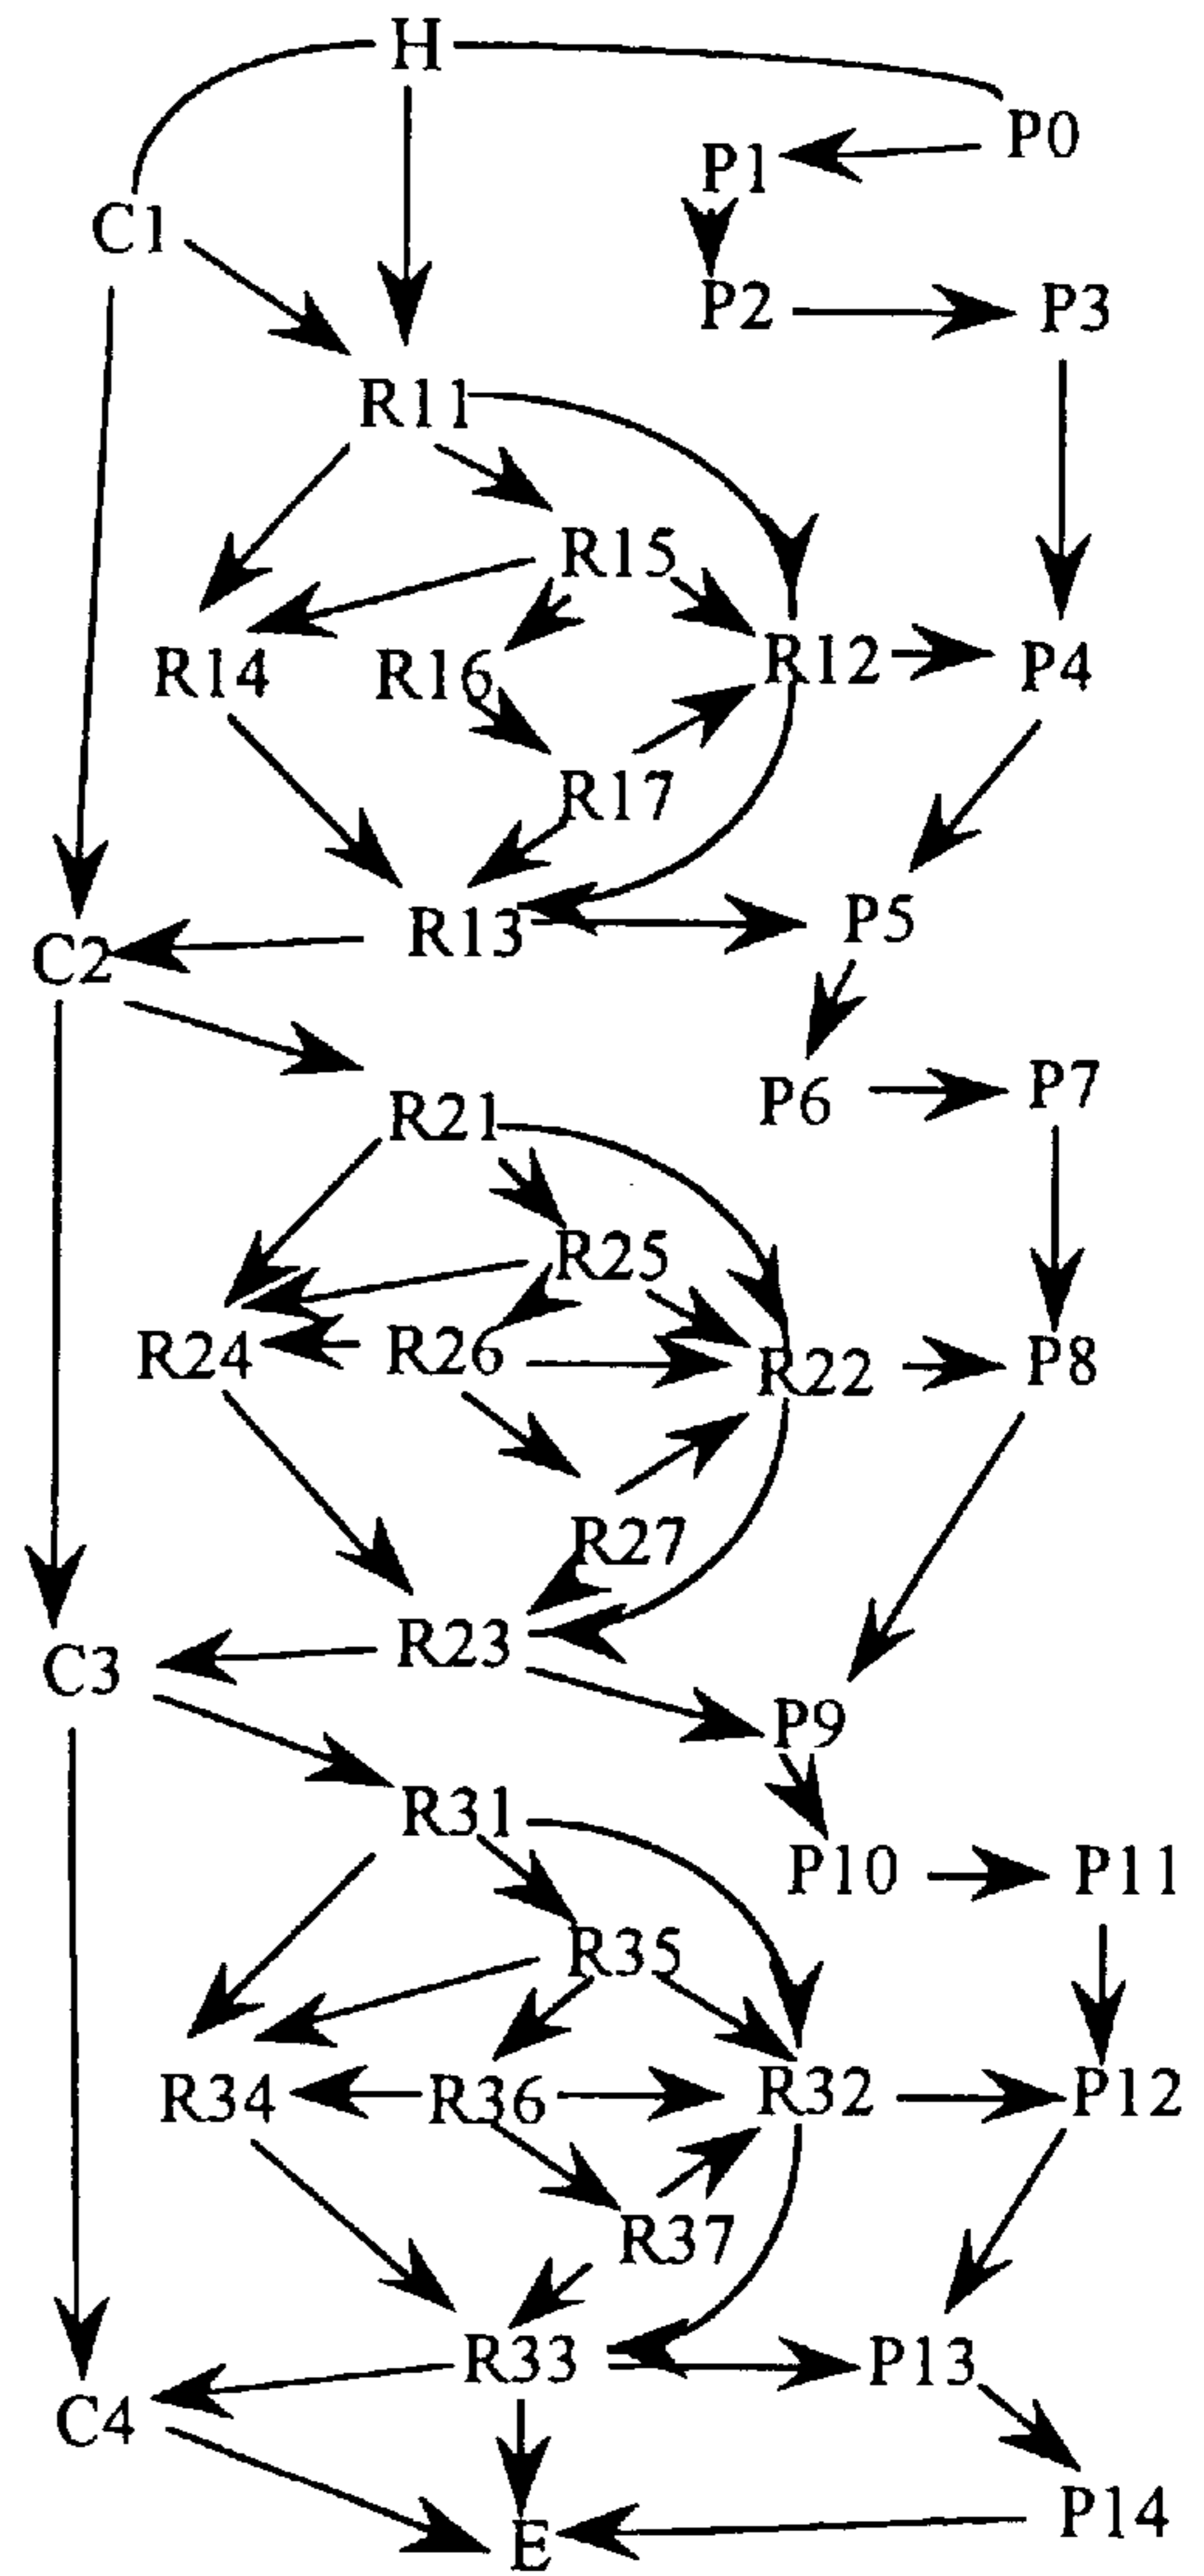 H
P0
P1
C1
P2 P3
R11
R15
R14 R16 R12 P4
R17
R13 P5
C2
P6 P7
R21
R25
R24 R26 R22 P8
R27
R23
C3
P9
R31
P10 P11
R35
R34 R36 R32 P12
R37
R33 P13
C4
P14
E